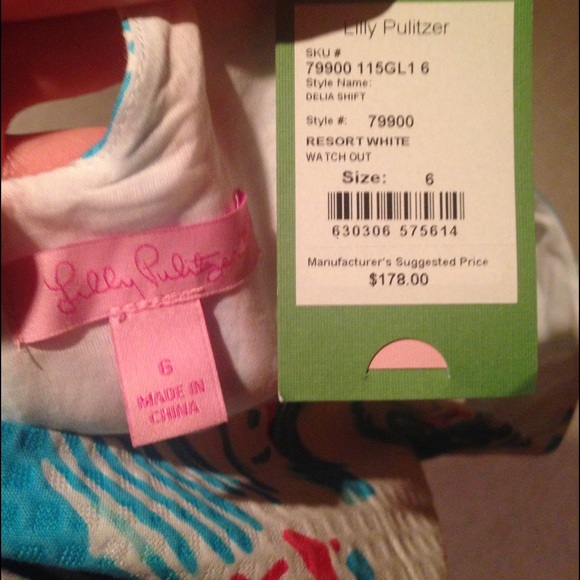 Lilly Pulitzer
SKU #
79900 115GL1 6
Style Name:
DELIA SHIFT
Style #: 79900
RESORT WHITE
WATCH OUT
Size: 6
630306 575614
Manufacturer's Suggested Price
$178.00
Lilly Pulitzer
6
MADE IN
CHINA